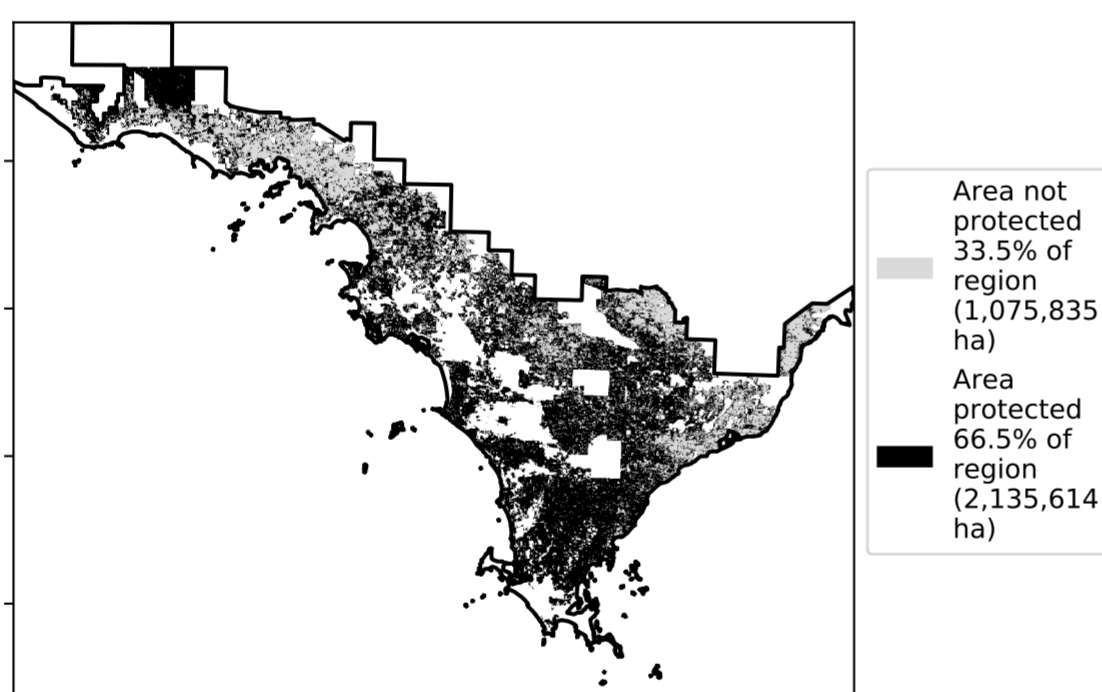 Area not
protected
33.5% of
region
(1,075,835
ha)
Area
protected
66.5% of
region
(2,135,614
ha)